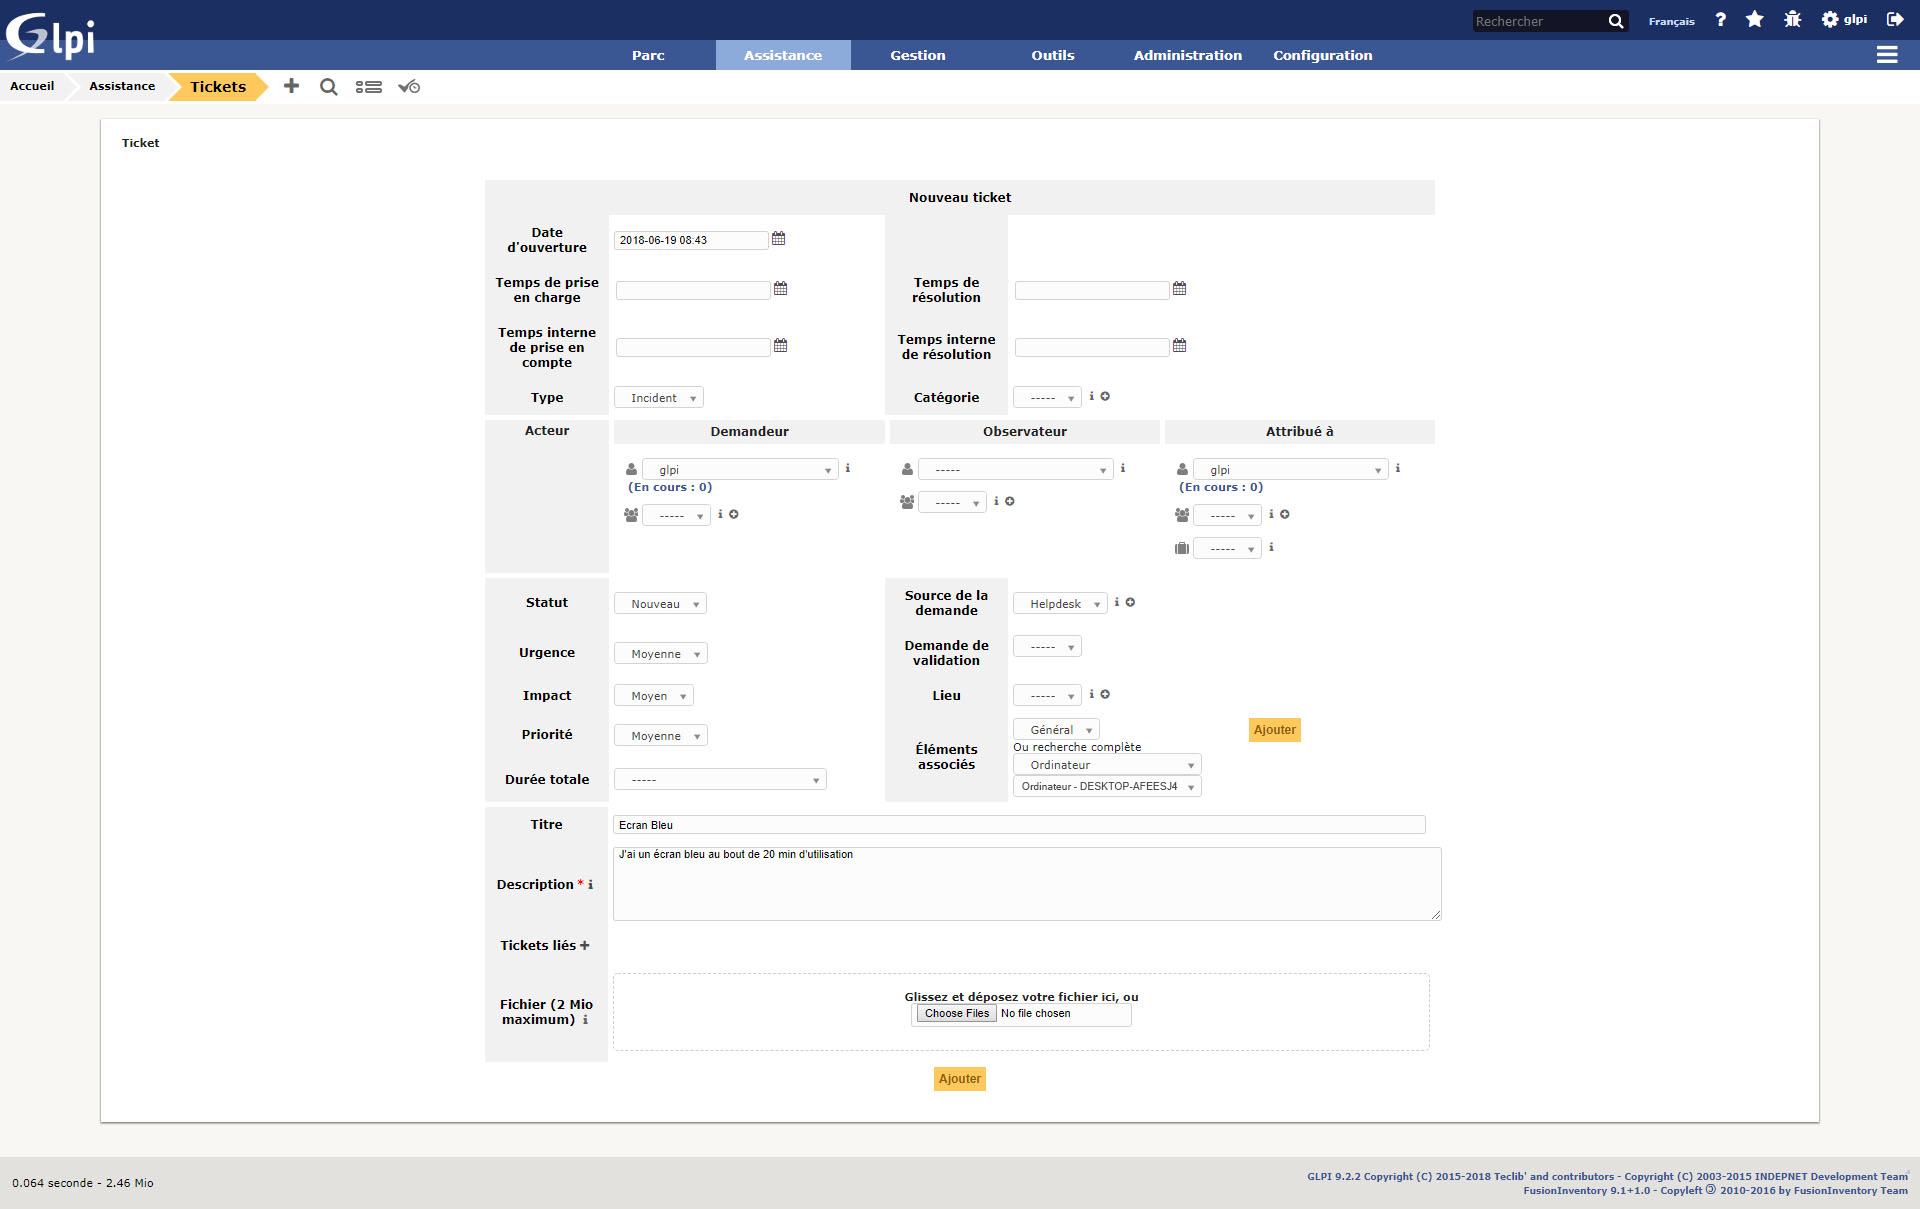 Glpi
Rechercher
Français
?
glpi
Parc
Assistance
Gestion
Outils
Administration
Configuration
Accueil
Assistance
Tickets
Ticket
Nouveau ticket
Date
d'ouverture
2018-06-19 08:43
Temps de prise
en charge
Temps de
résolution
Temps interne
de prise en
compte
Temps interne
de résolution
Type
Incident
Catégorie
-----
Acteur
Demandeur
Observateur
Attribué à
glpi
-----
glpi
(En cours : 0)
(En cours : 0)
-----
-----
-----
-----
Statut
Nouveau
Source de la
demande
Helpdesk
Urgence
Moyenne
Demande de
validation
-----
Impact
Moyen
Lieu
-----
Priorité
Moyenne
Éléments
associés
Général
Ajouter
Ou recherche complète
Ordinateur
Ordinateur - DESKTOP-AFEESJ4
Durée totale
-----
Titre
Ecran Bleu
Description *
J'ai un écran bleu au bout de 20 min d'utilisation
Tickets liés
Fichier (2 Mio
maximum)
Glissez et déposez votre fichier ici, ou
Choose Files No file chosen
Ajouter
0.064 seconde - 2.46 Mio
GLPI 9.2.2 Copyright (C) 2015-2018 Teclib' and contributors - Copyright (C) 2003-2015 INDEPNET Development Team
FusionInventory 9.1+1.0 - Copyleft 🄯 2010-2016 by FusionInventory Team